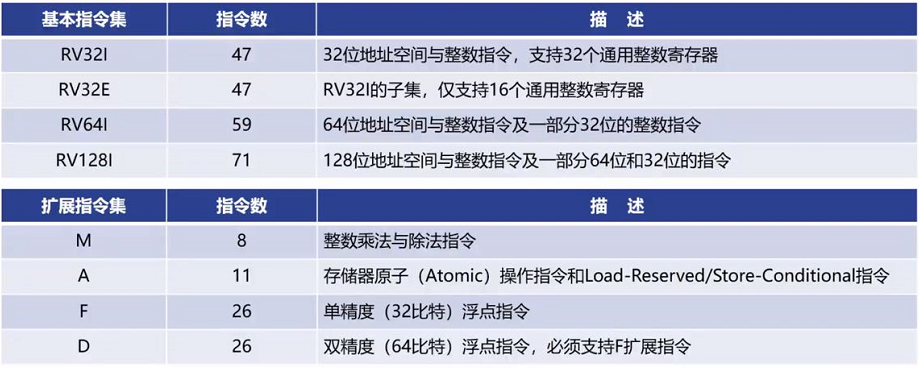 基本指令集 指令数 描 述
RV32I 47 32位地址空间与整数指令，支持32个通用整数寄存器
RV32E 47 RV32I的子集，仅支持16个通用整数寄存器
RV64I 59 64位地址空间与整数指令及一部分32位的整数指令
RV128I 71 128位地址空间与整数指令及一部分64位和32位的指令
扩展指令集 指令数 描 述
M 8 整数乘法与除法指令
A 11 存储器原子（Atomic）操作指令和Load-Reserved/Store-Conditional指令
F 26 单精度（32比特）浮点指令
D 26 双精度（64比特）浮点指令，必须支持F扩展指令